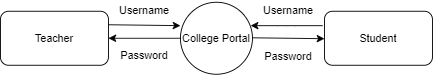 Username
Username
Teacher
College Portal
Student
Password
Password